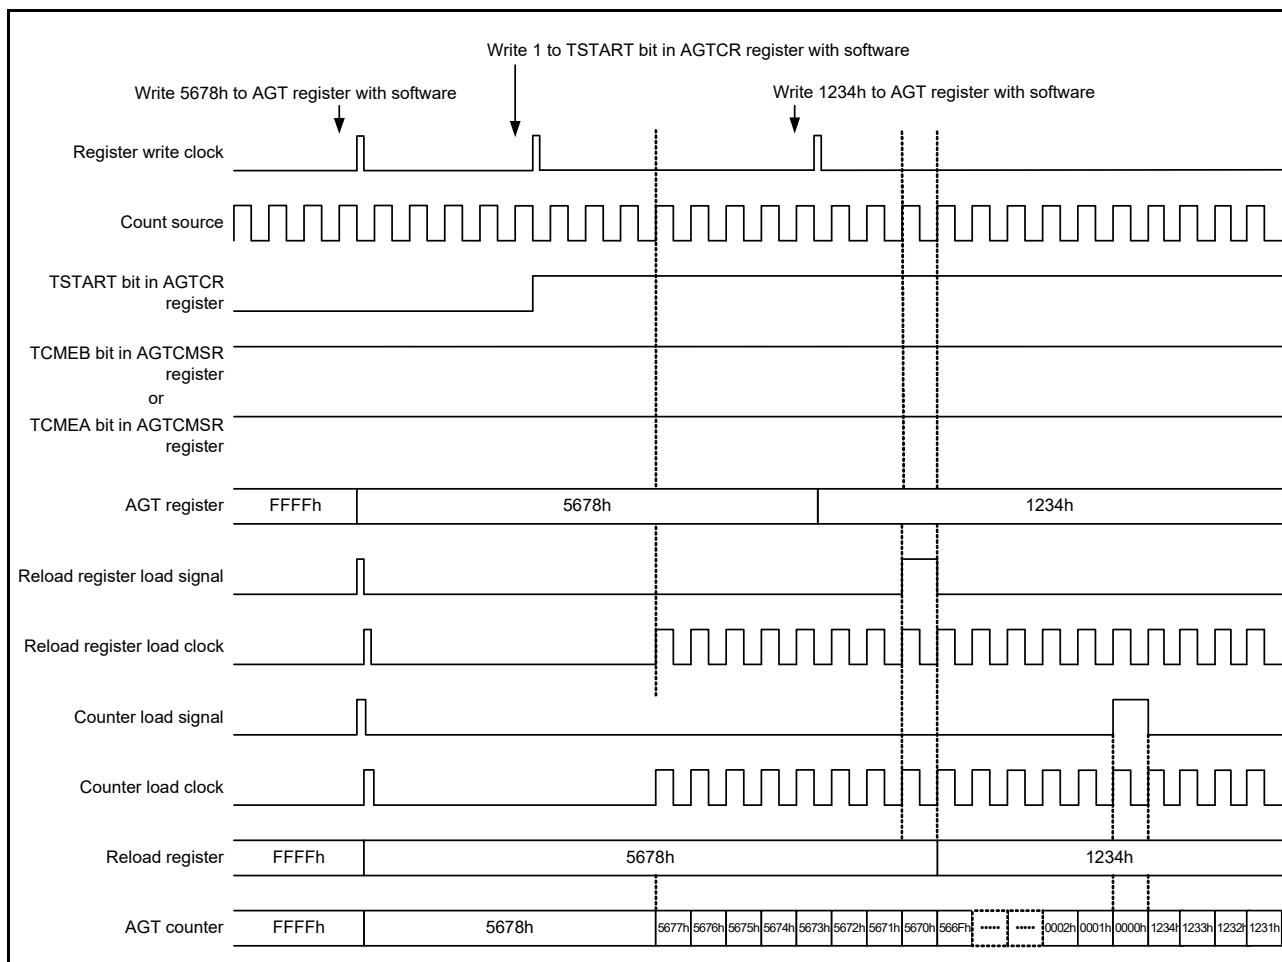 Write 1 to TSTART bit in AGTCR register with software
Write 5678h to AGT register with software
Write 1234h to AGT register with software
Register write clock
Count source
TSTART bit in AGTCR
register
TCMEB bit in AGTCMSR
register
or
TCMEA bit in AGTCMSR
register
AGT register FFFFh 5678h 1234h
Reload register load signal
Reload register load clock
Counter load signal
Counter load clock
Reload register FFFFh 5678h 1234h
AGT counter FFFFh 5678h 5677h 5676h 5675h 5674h 5673h 5672h 5671h 5670h 566Fh ····· ····· 0002h 0001h 0000h 1234h 1233h 1232h 1231h